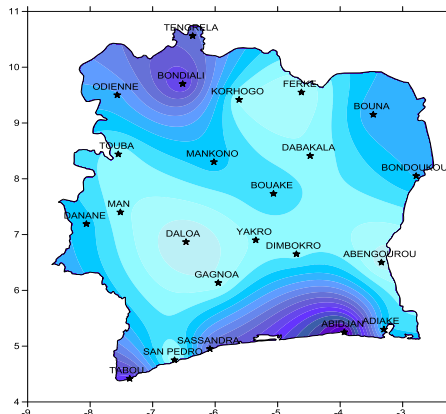 11
TENGRELA
10
BONDIALI
ODIENNE
FERKE
KORHOGO
BOUNA
9
TOUBA
MANKONO
DABAKALA
BONDOUKOU
8
BOUAKE
MAN
DANANE
7
DALOA
YAKRO
DIMBOKRO
ABENGOUROU
GAGNOA
6
ABIDJAN
ADIAKE
SASSANDRA
SAN PEDRO
5
TABOU
4
-9
-8
-7
-6
-5
-4
-3